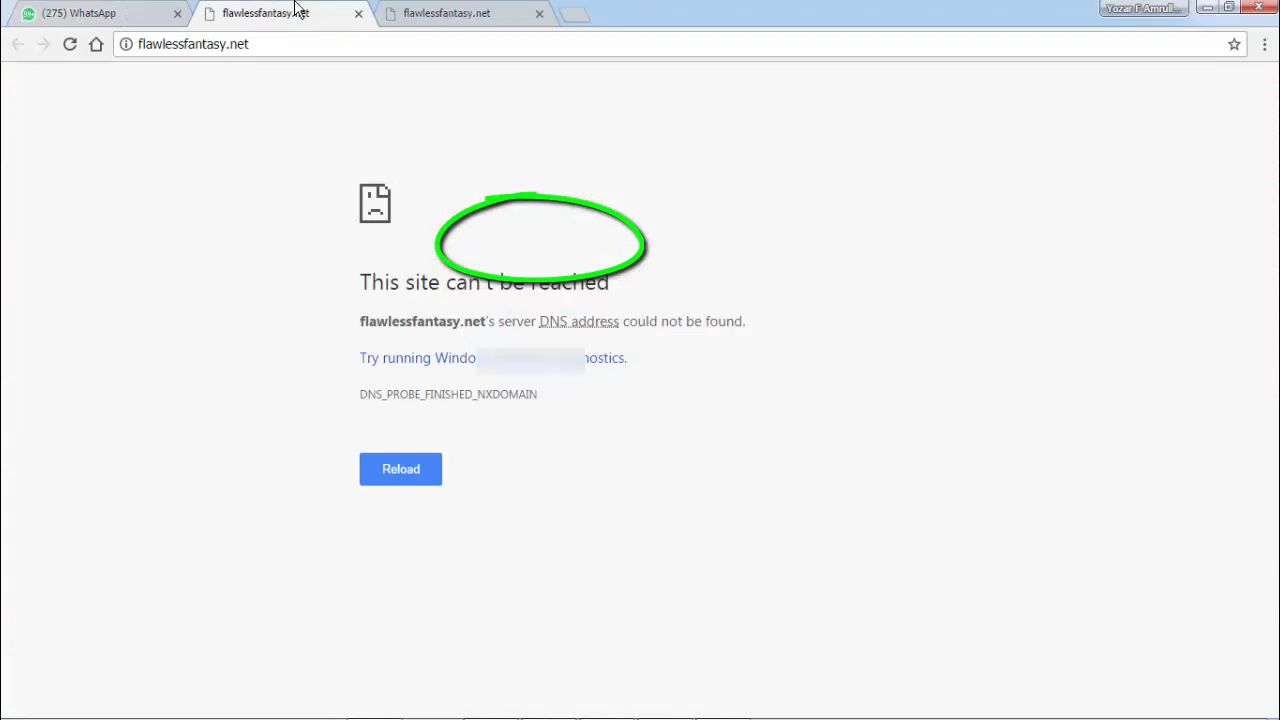 (275) WhatsApp
flawlessfantasy.net
flawlessfantasy.net
Yozar F Amrull...
flawlessfantasy.net
This site can't be reached
flawlessfantasy.net's server DNS address could not be found.
Try running Windo nostics.
DNS_PROBE_FINISHED_NXDOMAIN
Reload